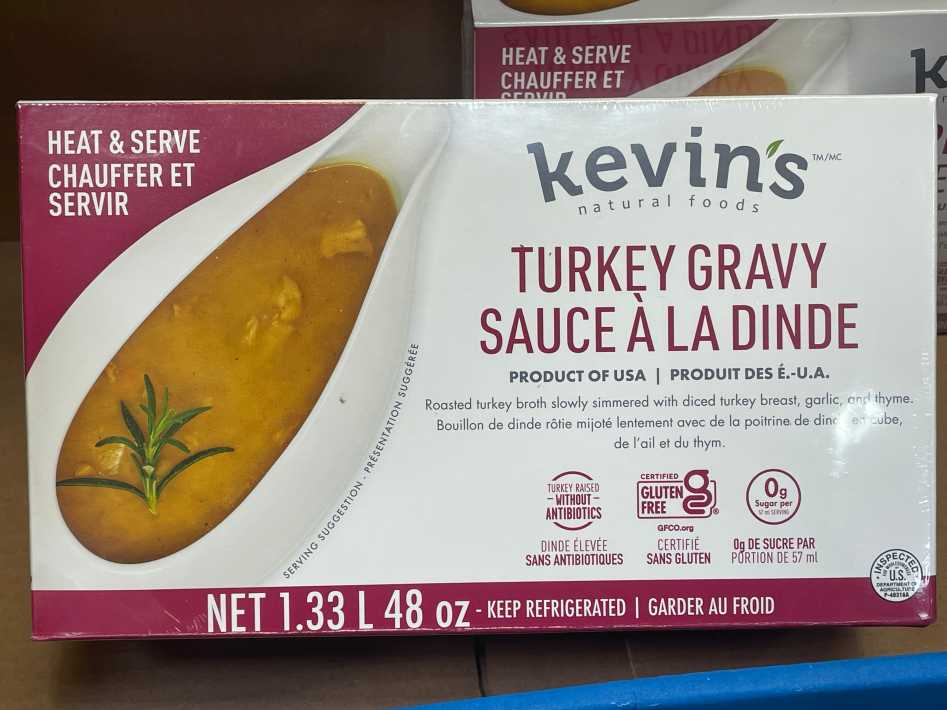 HEAT & SERVE
CHAUFFER ET
HEAT & SERVE
CHAUFFER ET
SERVIR
kevin's TM/MC
natural foods
TURKEY GRAVY
SAUCE À LA DINDE
PRODUCT OF USA | PRODUIT DES É.-U.A.
Roasted turkey broth slowly simmered with diced turkey breast, garlic, and thyme.
Bouillon de dinde rôtie mijoté lentement avec de la poitrine de en cube,
de l'ail et du thym.
SERVING SUGGESTION - PRÉSENTATION SUGGÉRÉE
TURKEY RAISED
- WITHOUT -
ANTIBIOTICS
DINDE ÉLEVÉE
SANS ANTIBIOTIQUES
CERTIFIED
GLUTEN
FREE ®
GFCO.org
CERTIFIÉ
SANS GLUTEN
0g
Sugar per
57 ml SERVING
0g DE SUCRE PAR
PORTION DE 57 ml
INSPECTED
U.S.
DEPARTMENT OF
AGRICULTURE
NET 1.33 L 48 oz - KEEP REFRIGERATED | GARDER AU FROID